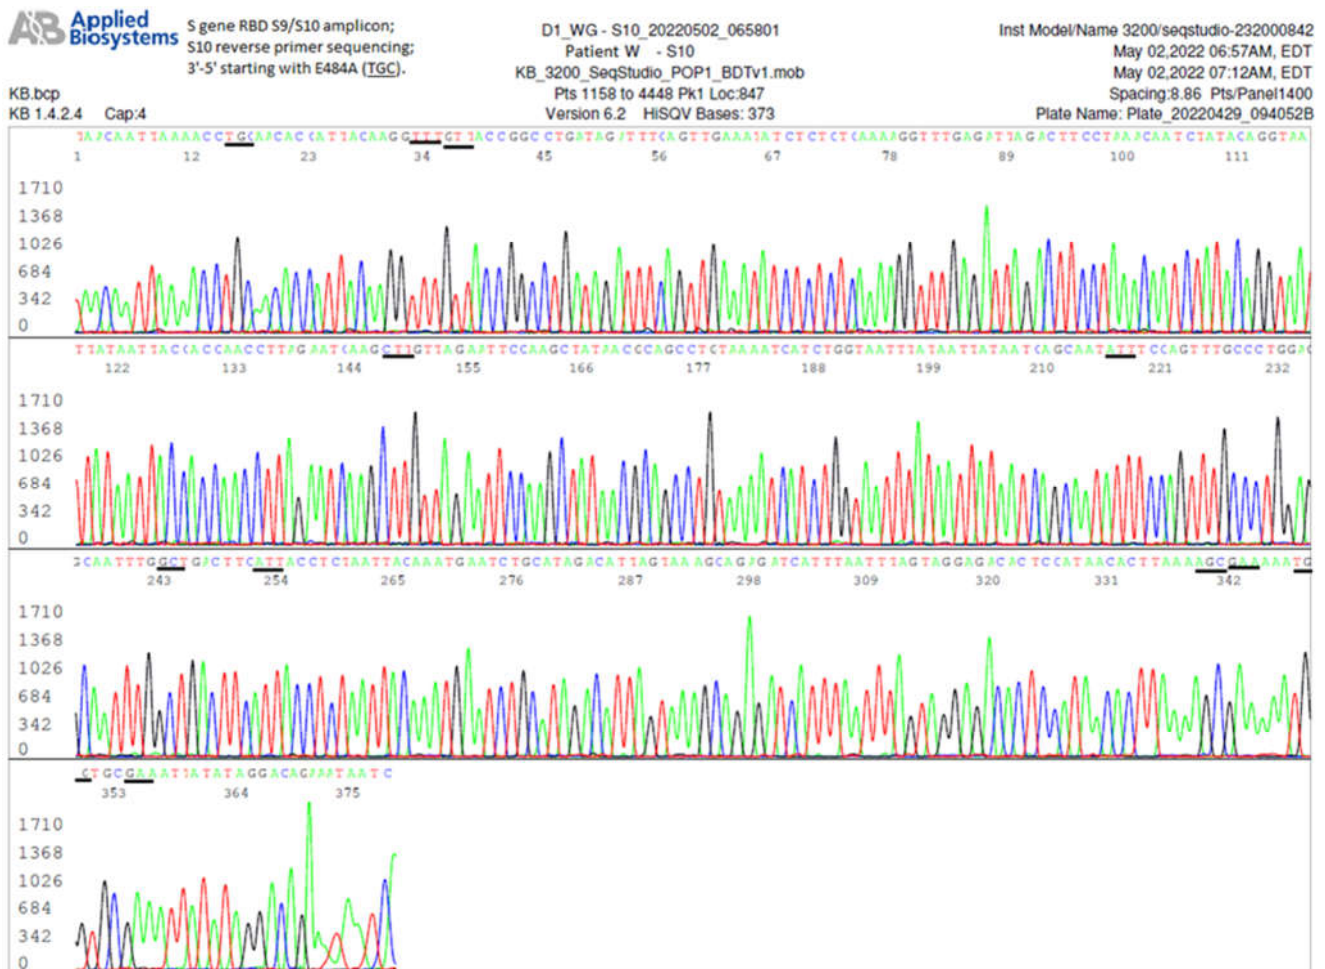 AB Applied Biosystems
S gene RBD S9/S10 amplicon;
S10 reverse primer sequencing;
3'-5' starting with E484A (TGC).
KB.bcp
KB 1.4.2.4 Cap:4
D1_WG - S10_20220502_065801
Patient W - S10
KB_3200_SeqStudio_POP1_BDTv1.mob
Pts 1158 to 4448 Pk1 Loc:847
Version 6.2 HiSQV Bases: 373
Inst Model/Name 3200/seqstudio-232000842
May 02,2022 06:57AM, EDT
May 02,2022 07:12AM, EDT
Spacing:8.86 Pts/Panel1400
Plate Name: Plate_20220429_094052B
TAACAATTAAAACCTGCAACACCATTACAAGGTTTGTTACCGGCCTGATAGATTTCAGTTGAAATATCTCTCTCAAAAGGTTTGAGATTAGACTTCCTAAACAATCTATACAGGTAA
1 12 23 34 45 56 67 78 89 100 111
1710
1368
1026
684
342
0
TTATAATTACCACCAACCTTAGAATCAAGCTTGTTAGAATTCCAAGCTATAACGCAGCCTGTAAAATCATCTGGTAATTTATAATTATAATCAGCAATATTTCCAGTTTGCCCTGGAG
122 133 144 155 166 177 188 199 210 221 232
1710
1368
1026
684
342
0
GCAATTTGGCTGACTTCATTACCTCTAATTACAAATGAATCTGCATAGACATTAGTAAAGCAGAGATCATTTAATTTAGTAGGAGACACTCCATAACACTTAAAAGCGAAAAATG
243 254 265 276 287 298 309 320 331 342
1710
1368
1026
684
342
0
CTGCGAAATTATATAGGACAGAAATAATC
353 364 375
1710
1368
1026
684
342
0